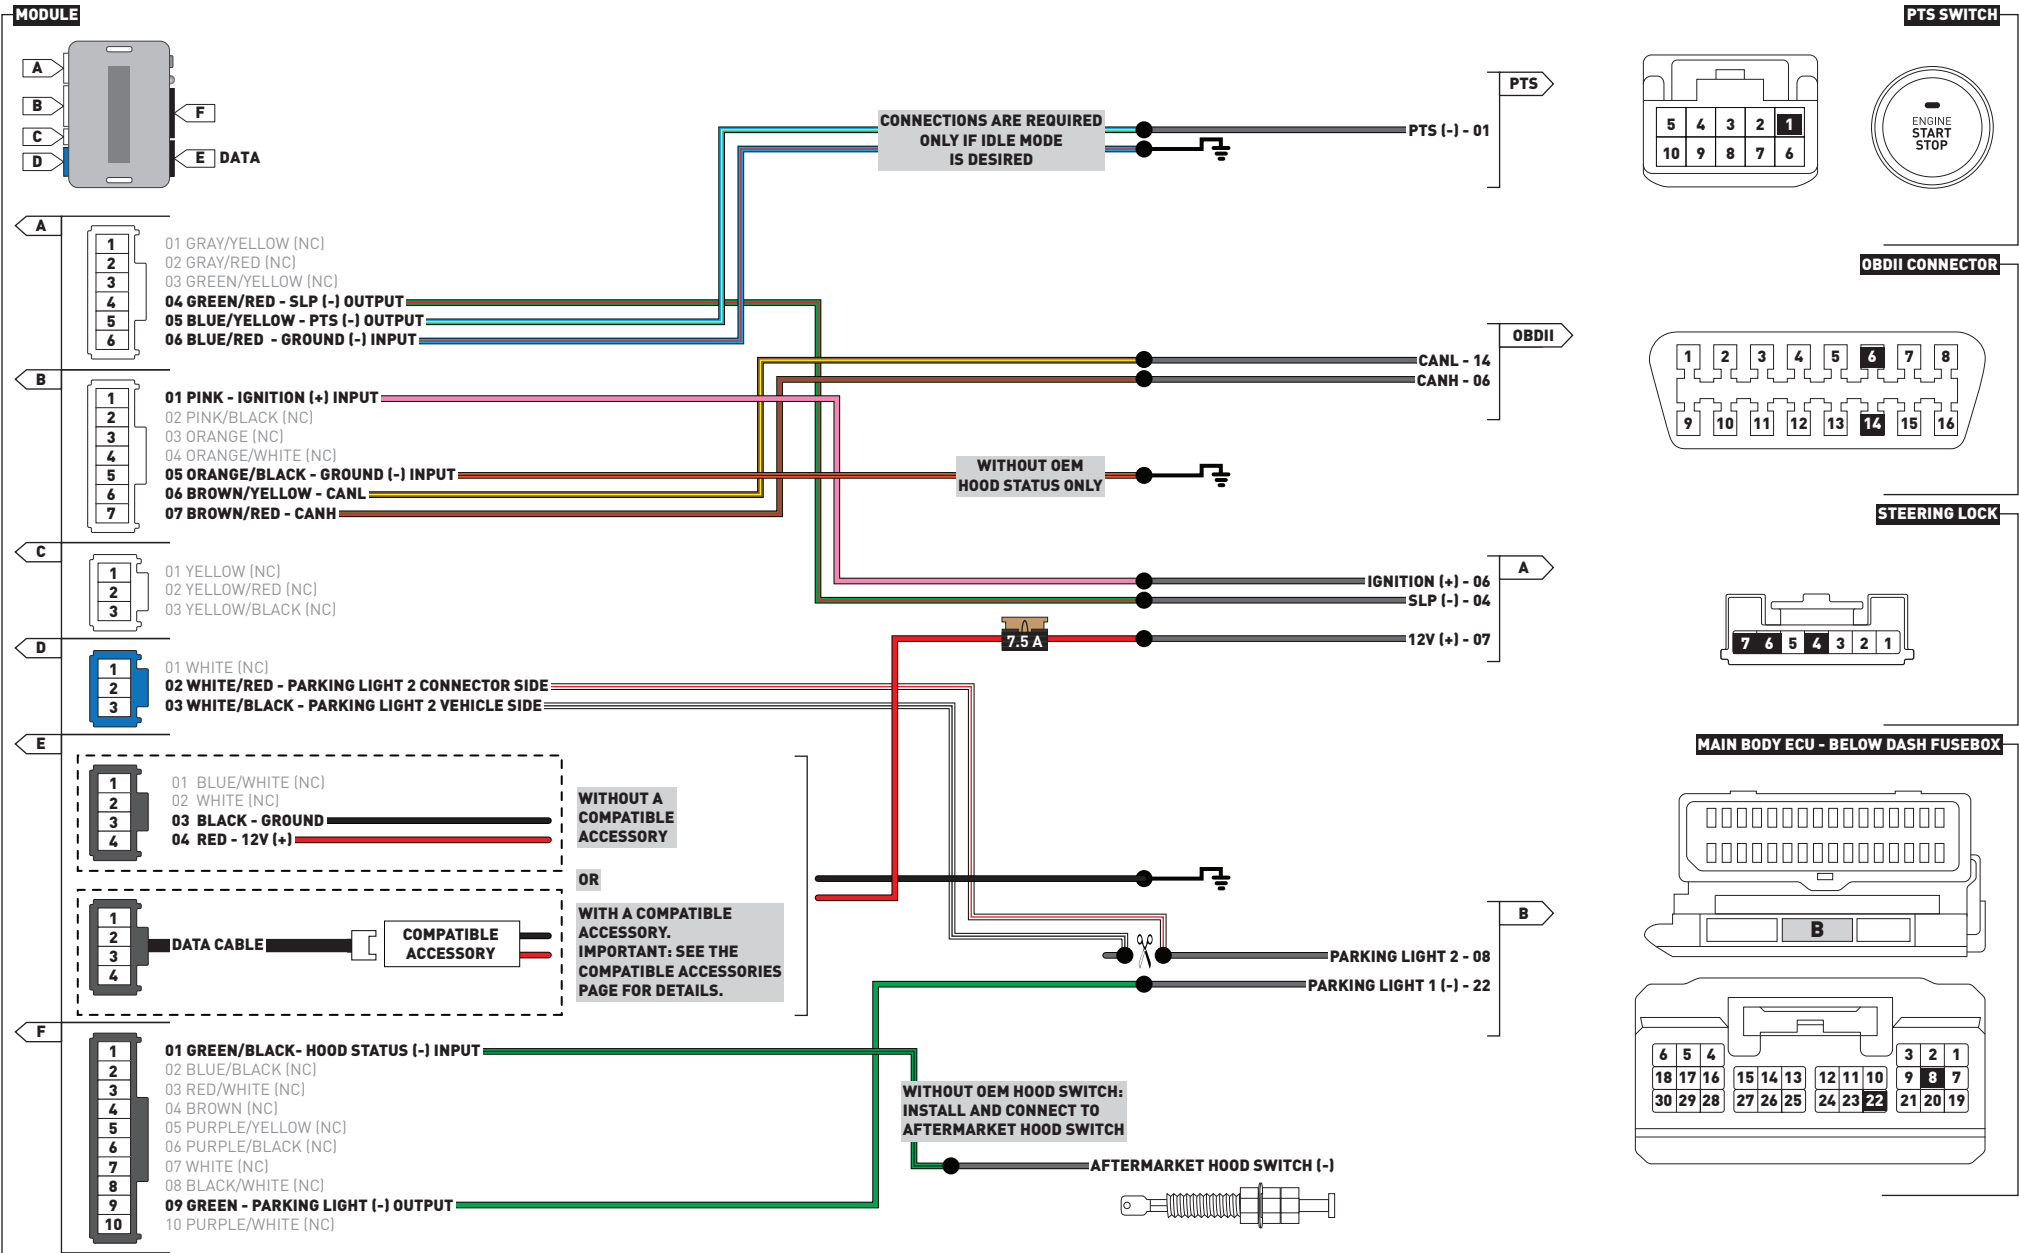 MODULE
A
B
C
D
F
E DATA
A
1
2
3
4
5
6
01 GRAY/YELLOW (NC)
02 GRAY/RED (NC)
03 GREEN/YELLOW (NC)
04 GREEN/RED - SLP (-) OUTPUT
05 BLUE/YELLOW - PTS (-) OUTPUT
06 BLUE/RED - GROUND (-) INPUT
B
1
2
3
4
5
6
7
01 PINK - IGNITION (+) INPUT
02 PINK/BLACK (NC)
03 ORANGE (NC)
04 ORANGE/WHITE (NC)
05 ORANGE/BLACK - GROUND (-) INPUT
06 BROWN/YELLOW - CANL
07 BROWN/RED - CANH
C
1
2
3
01 YELLOW (NC)
02 YELLOW/RED (NC)
03 YELLOW/BLACK (NC)
D
1
2
3
01 WHITE (NC)
02 WHITE/RED - PARKING LIGHT 2 CONNECTOR SIDE
03 WHITE/BLACK - PARKING LIGHT 2 VEHICLE SIDE
E
1
2
3
4
01 BLUE/WHITE (NC)
02 WHITE (NC)
03 BLACK - GROUND
04 RED - 12V (+)
WITHOUT A
COMPATIBLE
ACCESSORY
OR
1
2
3
4
DATA CABLE
COMPATIBLE
ACCESSORY
WITH A COMPATIBLE
ACCESSORY.
IMPORTANT: SEE THE
COMPATIBLE ACCESSORIES
PAGE FOR DETAILS.
F
1
2
3
4
5
6
7
8
9
10
01 GREEN/BLACK- HOOD STATUS (-) INPUT
02 BLUE/BLACK (NC)
03 RED/WHITE (NC)
04 BROWN (NC)
05 PURPLE/YELLOW (NC)
06 PURPLE/BLACK (NC)
07 WHITE (NC)
08 BLACK/WHITE (NC)
09 GREEN - PARKING LIGHT (-) OUTPUT
10 PURPLE/WHITE (NC)
CONNECTIONS ARE REQUIRED
ONLY IF IDLE MODE
IS DESIRED
WITHOUT OEM
HOOD STATUS ONLY
7.5 A
WITHOUT OEM HOOD SWITCH:
INSTALL AND CONNECT TO
AFTERMARKET HOOD SWITCH
AFTERMARKET HOOD SWITCH (-)
PTS
PTS (-) - 01
OBDII
CANL - 14
CANH - 06
A
IGNITION (+) - 06
SLP (-) - 04
12V (+) - 07
B
PARKING LIGHT 2 - 08
PARKING LIGHT 1 (-) - 22
PTS SWITCH
5 4 3 2 1
10 9 8 7 6
ENGINE
START
STOP
OBDII CONNECTOR
1 2 3 4 5 6 7 8
9 10 11 12 13 14 15 16
STEERING LOCK
7 6 5 4 3 2 1
MAIN BODY ECU - BELOW DASH FUSEBOX
B
6 5 4 3 2 1
18 17 16 15 14 13 12 11 10 9 8 7
30 29 28 27 26 25 24 23 22 21 20 19